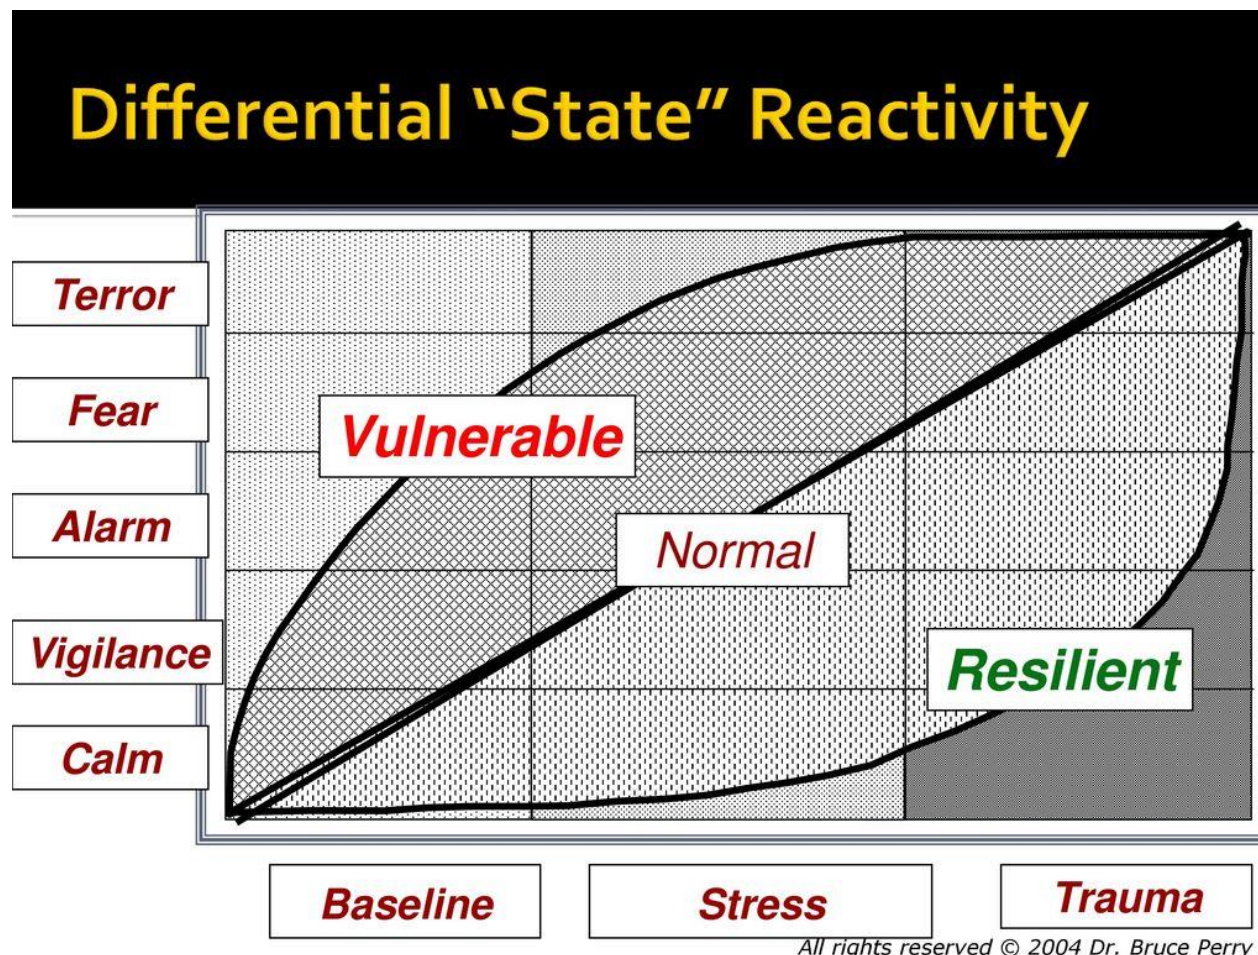 Differential “State” Reactivity
Terror
Fear
Vulnerable
Alarm
Normal
Vigilance
Resilient
Calm
Baseline
Stress
Trauma
All rights reserved © 2004 Dr. Bruce Perry